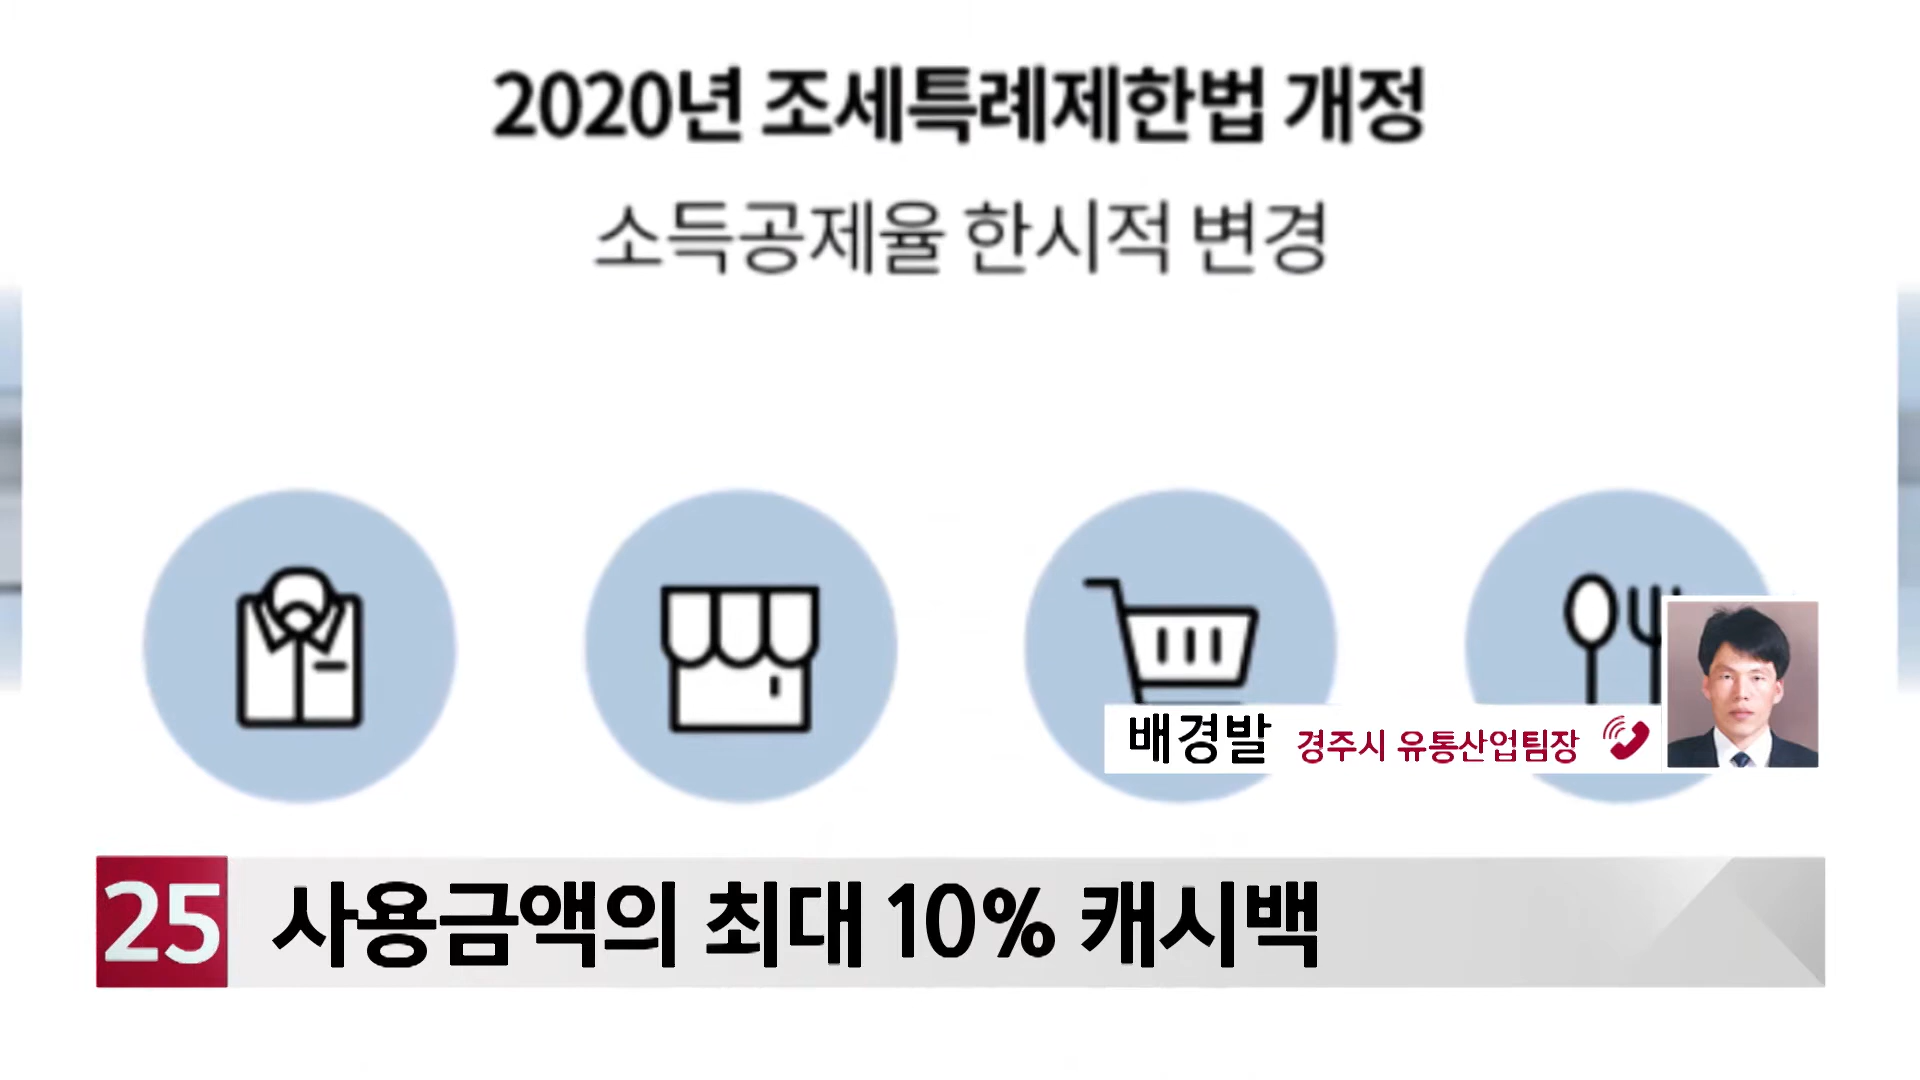 2020년 조세특례제한법 개정
소득공제율 한시적 변경
배경발 경주시 유통산업팀장
25 사용금액의 최대 10% 캐시백